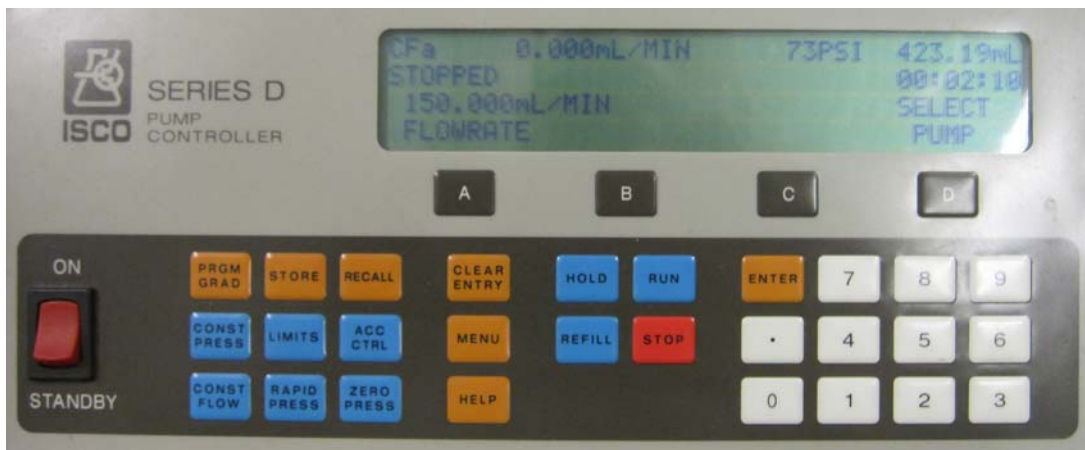 ISCO
SERIES D
PUMP
CONTROLLER
CFa 0.000mL/MIN 73PSI 423.19mL
STOPPED 00:02:10
150.000mL/MIN SELECT
FLOWRATE PUMP
A B C D
ON
STANDBY
PRGM GRAD STORE RECALL CLEAR ENTRY HOLD RUN ENTER 7 8 9
CONST PRESS LIMITS ACC CTRL MENU REFILL STOP . 4 5 6
CONST FLOW RAPID PRESS ZERO PRESS HELP 0 1 2 3